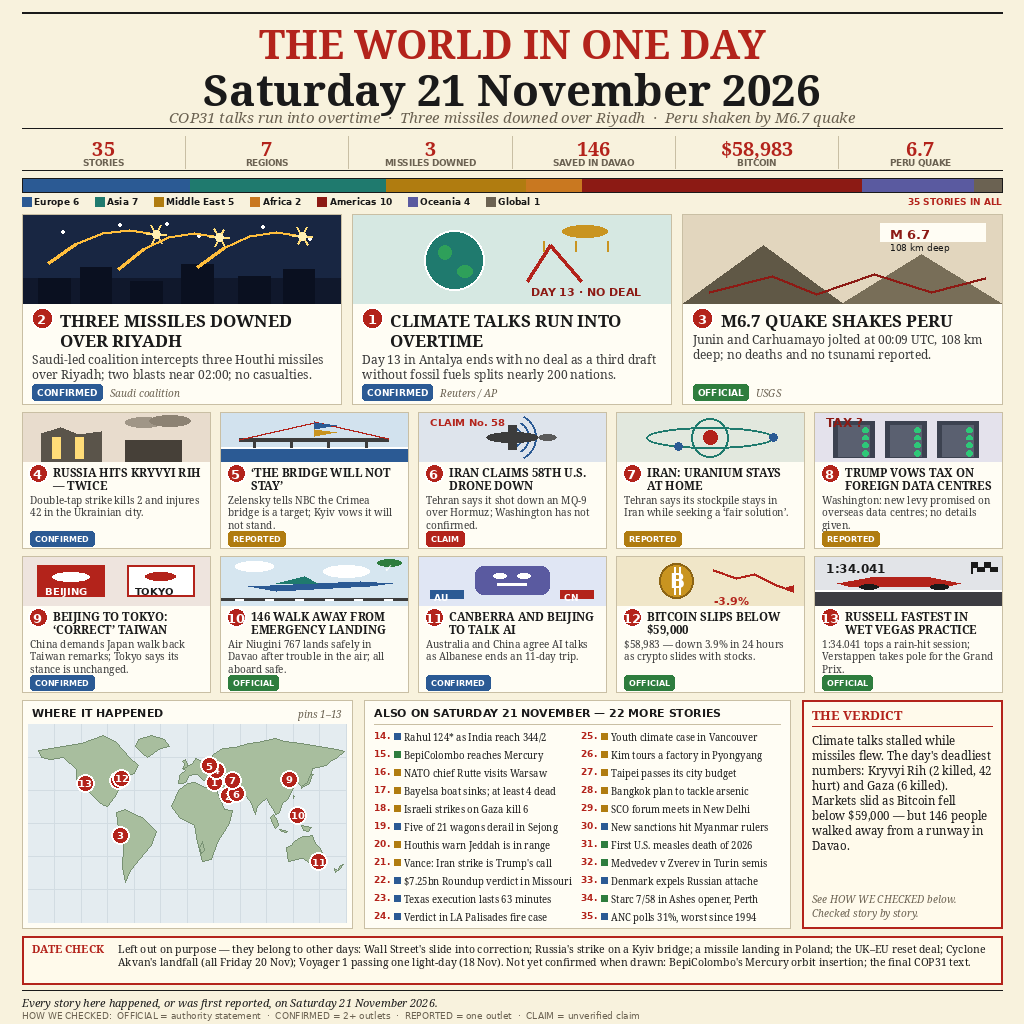 THE WORLD IN ONE DAY
Saturday 21 November 2026
COP31 talks run into overtime · Three missiles downed over Riyadh · Peru shaken by M6.7 quake
35
STORIES
7
REGIONS
3
MISSILES DOWNED
146
SAVED IN DAVAO
$58,983
BITCOIN
6.7
PERU QUAKE
Europe 6
Asia 7
Middle East 5
Africa 2
Americas 10
Oceania 4
Global 1
35 STORIES IN ALL
2 THREE MISSILES DOWNED
OVER RIYADH
Saudi-led coalition intercepts three Houthi missiles
over Riyadh; two blasts near 02:00; no casualties.
CONFIRMED Saudi coalition
DAY 13 · NO DEAL
1 CLIMATE TALKS RUN INTO
OVERTIME
Day 13 in Antalya ends with no deal as a third draft
without fossil fuels splits nearly 200 nations.
CONFIRMED Reuters / AP
M 6.7
108 km deep
3 M6.7 QUAKE SHAKES PERU
Junin and Carhuamayo jolted at 00:09 UTC, 108 km
deep; no deaths and no tsunami reported.
OFFICIAL USGS
4 RUSSIA HITS KRYVYI RIH
— TWICE
Double-tap strike kills 2 and injures
42 in the Ukrainian city.
CONFIRMED
5 ‘THE BRIDGE WILL NOT
STAY’
Zelensky tells NBC the Crimea
bridge is a target; Kyiv vows it will
not stand.
REPORTED
CLAIM No. 58
6 IRAN CLAIMS 58TH U.S.
DRONE DOWN
Tehran says it shot down an MQ-9
over Hormuz; Washington has not
confirmed.
CLAIM
7 IRAN: URANIUM STAYS
AT HOME
Tehran says its stockpile stays in
Iran while seeking a ‘fair solution’.
REPORTED
TAX ?
8 TRUMP VOWS TAX ON
FOREIGN DATA CENTRES
Washington: new levy promised on
overseas data centres; no details
given.
REPORTED
BEIJING
TOKYO
9 BEIJING TO TOKYO:
‘CORRECT’ TAIWAN
China demands Japan walk back
Taiwan remarks; Tokyo says its
stance is unchanged.
CONFIRMED
10 146 WALK AWAY FROM
EMERGENCY LANDING
Air Niugini 767 lands safely in
Davao after trouble in the air; all
aboard safe.
OFFICIAL
AU
CN
11 CANBERRA AND BEIJING
TO TALK AI
Australia and China agree AI talks
as Albanese ends an 11-day trip.
CONFIRMED
₿
-3.9%
12 BITCOIN SLIPS BELOW
$59,000
$58,983 — down 3.9% in 24 hours
as crypto slides with stocks.
OFFICIAL
1:34.041
13 RUSSELL FASTEST IN
WET VEGAS PRACTICE
1:34.041 tops a rain-hit session;
Verstappen takes pole for the Grand
Prix.
OFFICIAL
WHERE IT HAPPENED
pins 1–13
5
13
12
1
7
6
9
10
3
11
ALSO ON SATURDAY 21 NOVEMBER — 22 MORE STORIES
14. Rahul 124* as India reach 344/2
15. BepiColombo reaches Mercury
16. NATO chief Rutte visits Warsaw
17. Bayelsa boat sinks; at least 4 dead
18. Israeli strikes on Gaza kill 6
19. Five of 21 wagons derail in Sejong
20. Houthis warn Jeddah is in range
21. Vance: Iran strike is Trump's call
22. $7.25bn Roundup verdict in Missouri
23. Texas execution lasts 63 minutes
24. Verdict in LA Palisades fire case
25. Youth climate case in Vancouver
26. Kim tours a factory in Pyongyang
27. Taipei passes its city budget
28. Bangkok plan to tackle arsenic
29. SCO forum meets in New Delhi
30. New sanctions hit Myanmar rulers
31. First U.S. measles death of 2026
32. Medvedev v Zverev in Turin semis
33. Denmark expels Russian attache
34. Starc 7/58 in Ashes opener, Perth
35. ANC polls 31%, worst since 1994
THE VERDICT
Climate talks stalled while
missiles flew. The day's deadliest
numbers: Kryvyi Rih (2 killed, 42
hurt) and Gaza (6 killed).
Markets slid as Bitcoin fell
below $59,000 — but 146 people
walked away from a runway in
Davao.
See HOW WE CHECKED below.
Checked story by story.
DATE CHECK
Left out on purpose — they belong to other days: Wall Street's slide into correction; Russia's strike on a Kyiv bridge; a missile landing in Poland; the UK–EU reset deal; Cyclone
Akvan's landfall (all Friday 20 Nov); Voyager 1 passing one light-day (18 Nov). Not yet confirmed when drawn: BepiColombo's Mercury orbit insertion; the final COP31 text.
Every story here happened, or was first reported, on Saturday 21 November 2026.
HOW WE CHECKED: OFFICIAL = authority statement · CONFIRMED = 2+ outlets · REPORTED = one outlet · CLAIM = unverified claim